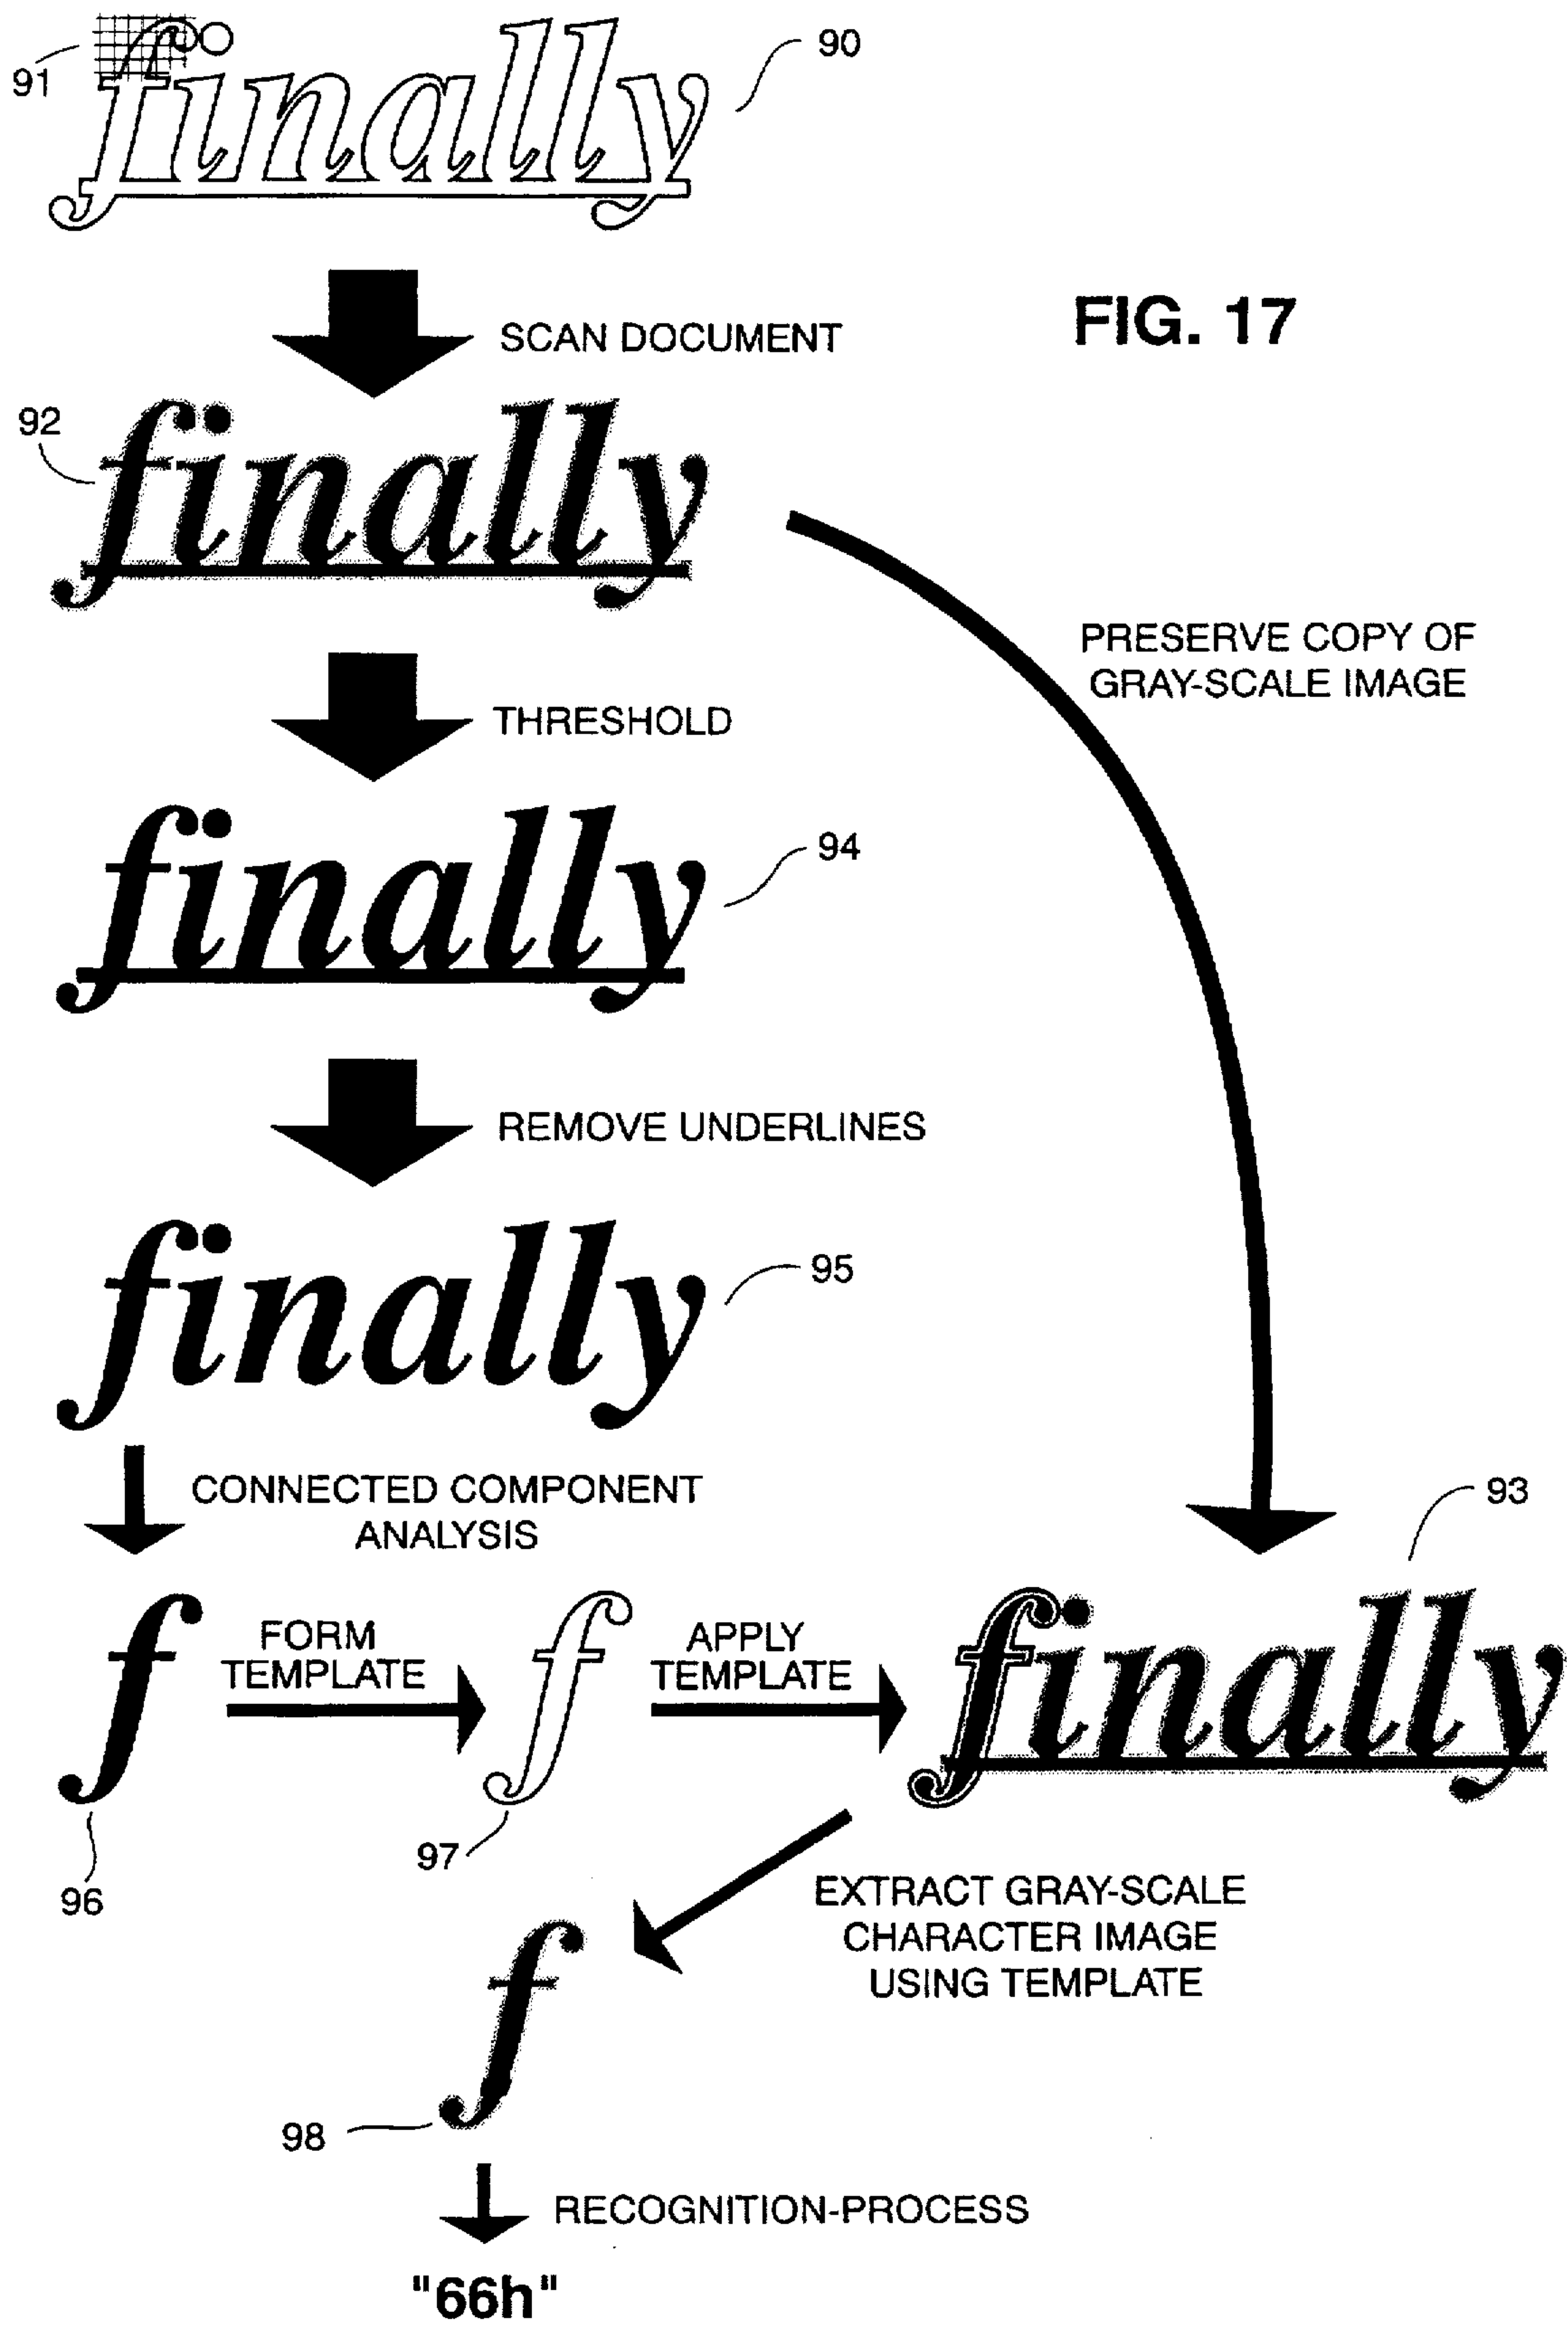 91
finally
90
SCAN DOCUMENT
FIG. 17
92
finally
PRESERVE COPY OF
GRAY-SCALE IMAGE
THRESHOLD
finally
94
REMOVE UNDERLINES
finally
95
CONNECTED COMPONENT
ANALYSIS
93
f
FORM
TEMPLATE
f
APPLY
TEMPLATE
finally
96
97
EXTRACT GRAY-SCALE
CHARACTER IMAGE
USING TEMPLATE
f
98
RECOGNITION-PROCESS
"66h"